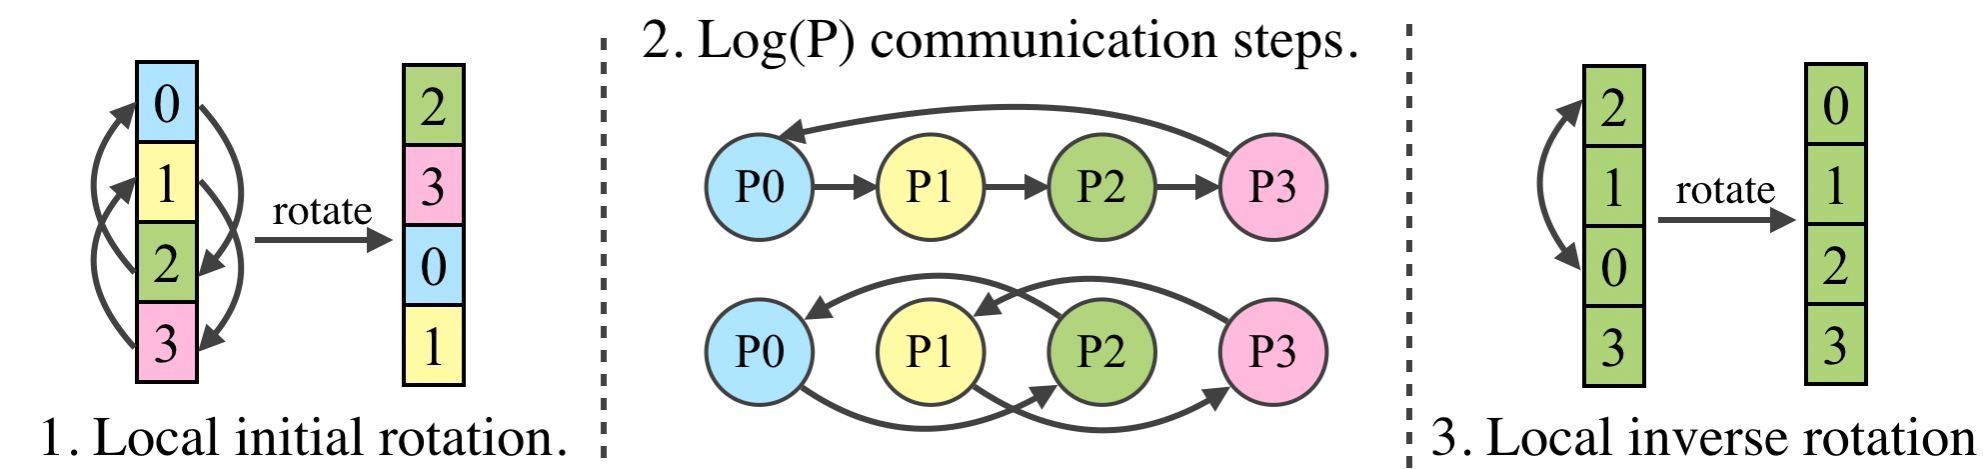 0
1
2
3
rotate
2
3
0
1
1. Local initial rotation.
2. Log(P) communication steps.
P0 P1 P2 P3
P0 P1 P2 P3
2
1
0
3
rotate
0
1
2
3
3. Local inverse rotation